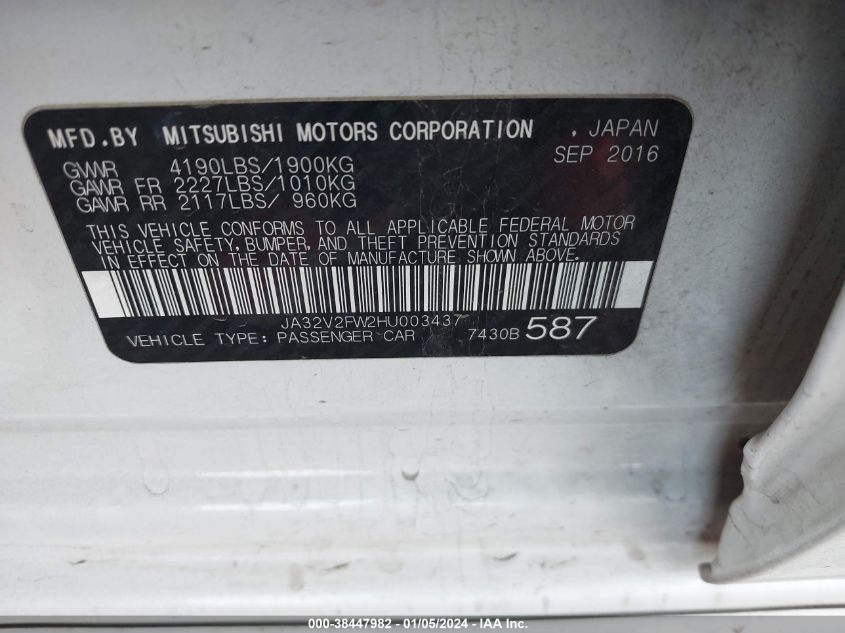 MFD.BY MITSUBISHI MOTORS CORPORATION , JAPAN
SEP 2016
GVWR 4190LBS/1900KG
GAWR FR 2227LBS/1010KG
GAWR RR 2117LBS/ 960KG
THIS VEHICLE CONFORMS TO ALL APPLICABLE FEDERAL MOTOR
VEHICLE SAFETY, BUMPER, AND THEFT PREVENTION STANDARDS
IN EFFECT ON THE DATE OF MANUFACTURE SHOWN ABOVE.
JA32V2FW2HU003437
VEHICLE TYPE: PASSENGER CAR 7430B 587
000-38447982 - 01/05/2024 - IAA Inc.